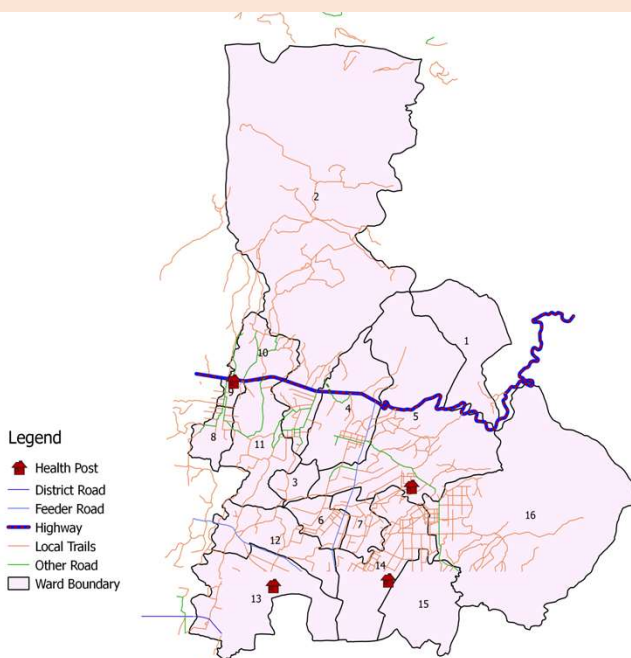 2
1
10
9
4
5
8
11
3
16
6
7
12
14
13
15
Legend
Health Post
District Road
Feeder Road
Highway
Local Trails
Other Road
Ward Boundary